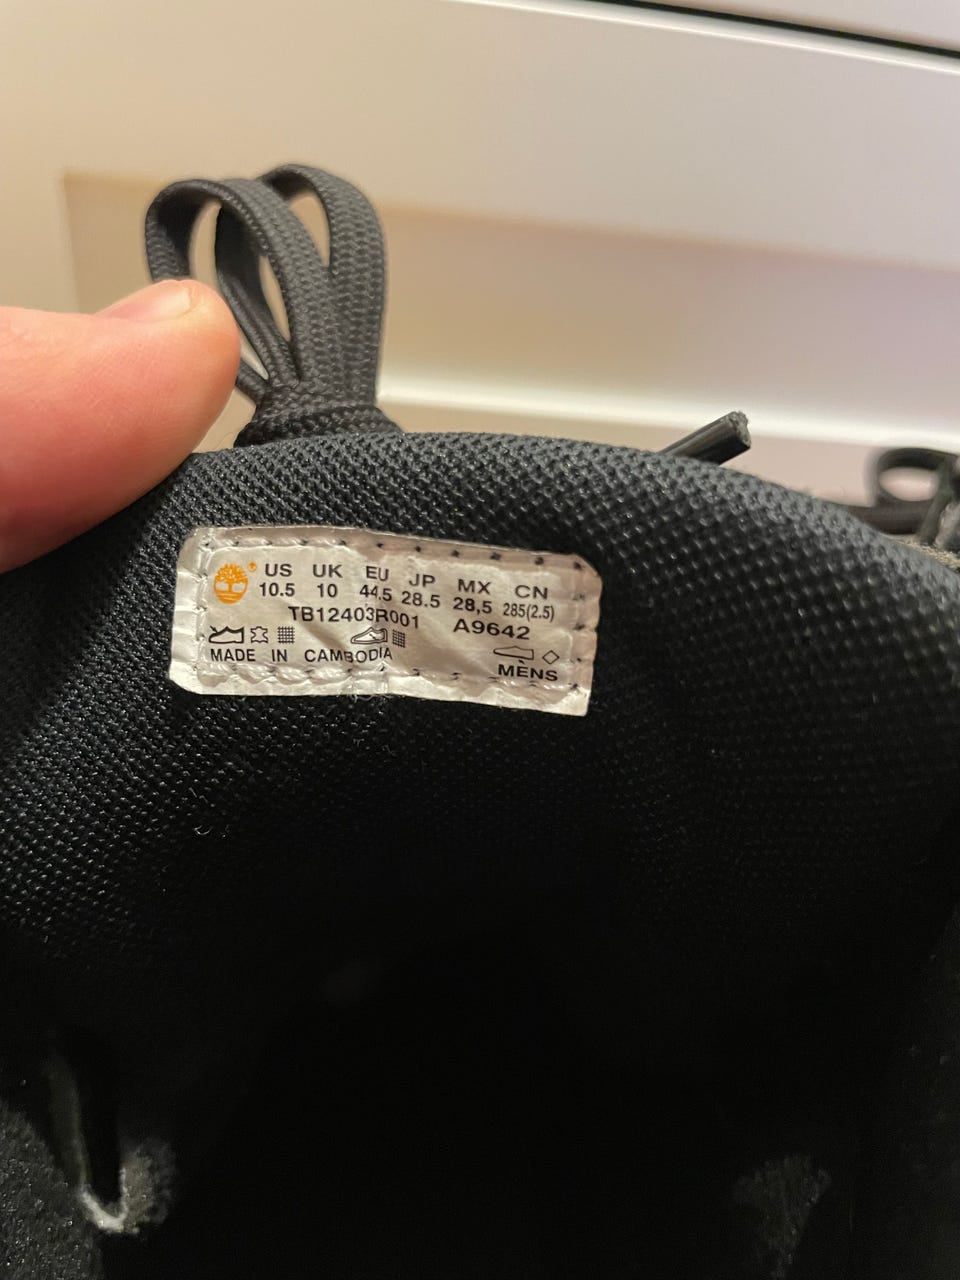 US UK EU JP MX CN
10.5 10 44.5 28.5 28,5 285(2.5)
TB12403R001 A9642
MADE IN CAMBODIA
MENS